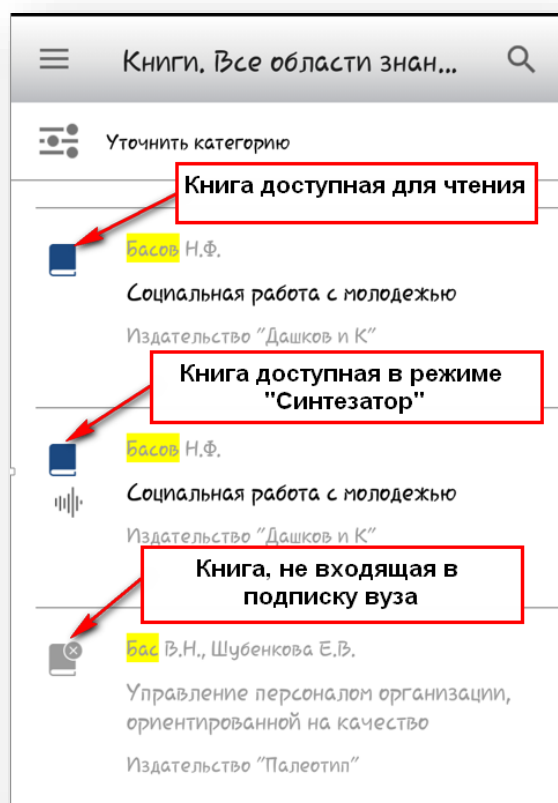 Книги. Все области знан...
Уточнить категорию
Книга доступная для чтения
Басов Н.Ф.
Социальная работа с молодежью
Издательство "Дашков и К"
Книга доступная в режиме
"Синтезатор"
Басов Н.Ф.
Социальная работа с молодежью
Издательство "Дашков и К"
Книга, не входящая в
подписку вуза
Бас В.Н., Шубенкова Е.В.
Управление персоналом организации,
ориентированной на качество
Издательство "Палеотип"